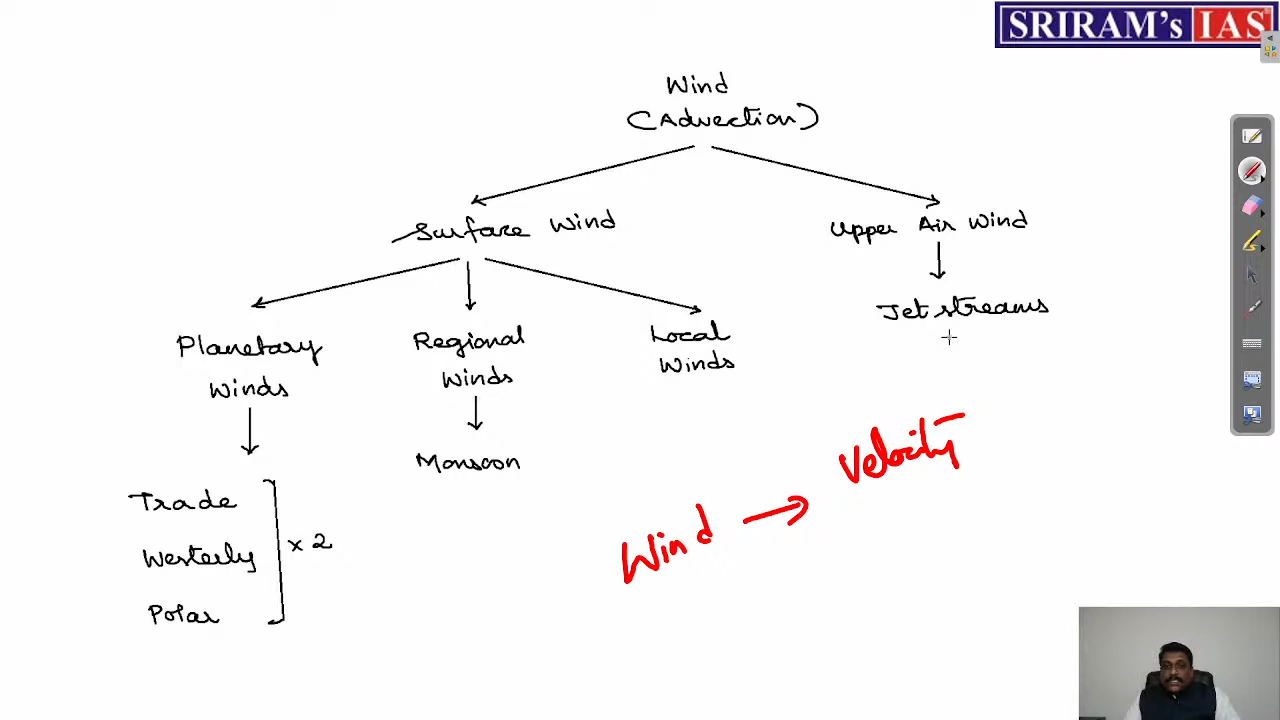 SRIRAM's IAS
Wind
(Advection)
Surface Wind
Upper Air Wind
Jet streams
Planetary
Winds
Regional
Winds
Local
Winds
Monsoon
Trade
Westerly
Polar
× 2
Wind → Velocity